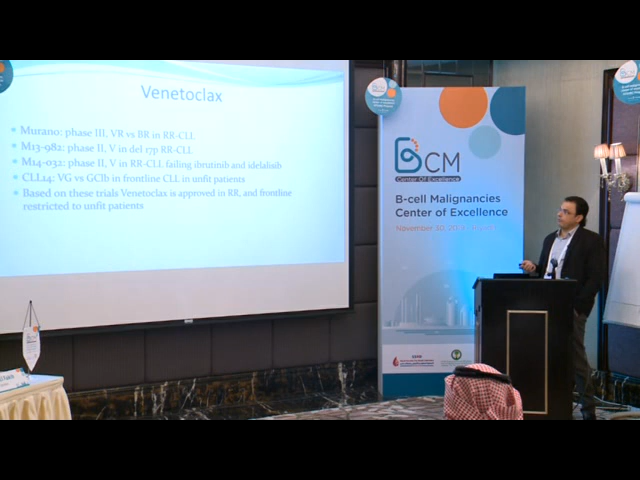 Venetoclax
Murano: phase III, VR vs BR in RR-CLL
M13-982: phase II, V in del 17p RR-CLL
M14-032: phase II, V in RR-CLL failing ibrutinib and idelalisib
CLL14: VG vs GClb in frontline CLL in unfit patients
Based on these trials Venetoclax is approved in RR, and frontline
restricted to unfit patients
BCM
Center Of Excellence
B-cell Malignancies
Center of Excellence
November 30,